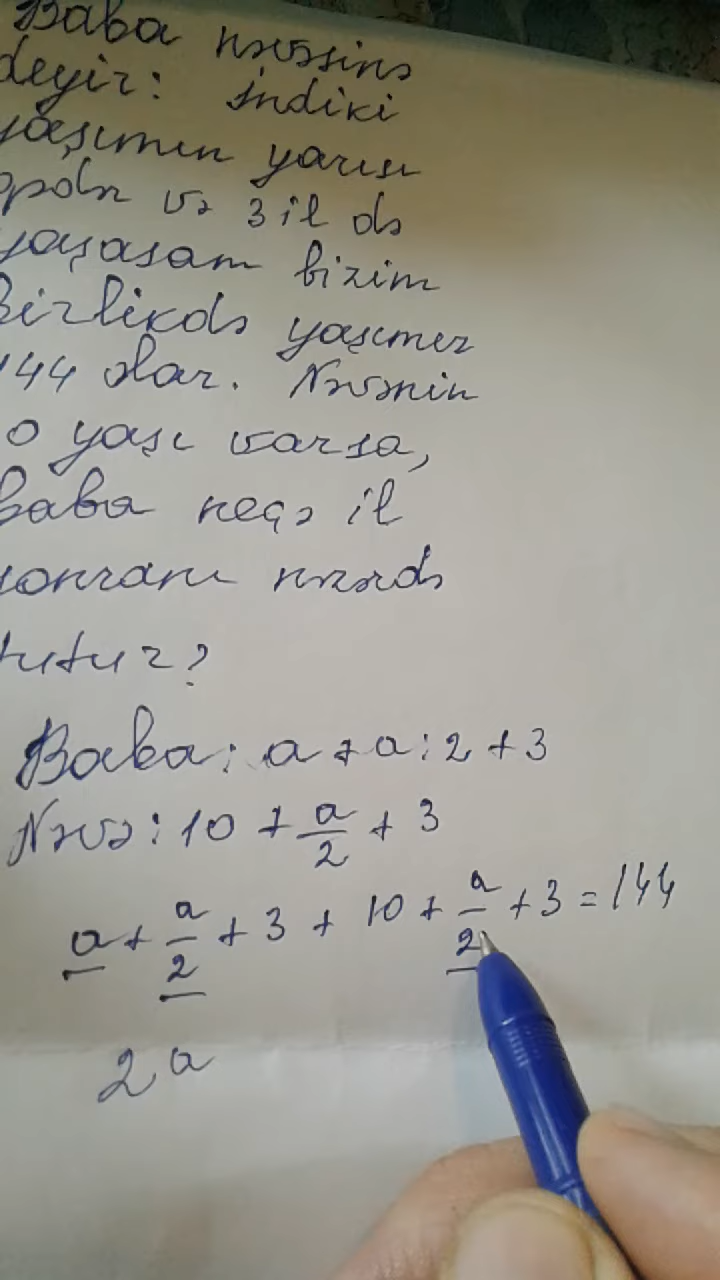 Baba nəvəsinə
deyir: indiki
yaşımın yarısı
qədər və 3 il də
yaşasam bizim
birlikdə yaşımız
144 olar. Nəvənin
0 yaşı varsa,
baba neçə il
sonranı nəzərdə
tutur?
Baba: a + a : 2 + 3
Nəvə: 10 + a/2 + 3
a + a/2 + 3 + 10 + a/2 + 3 = 144
2a